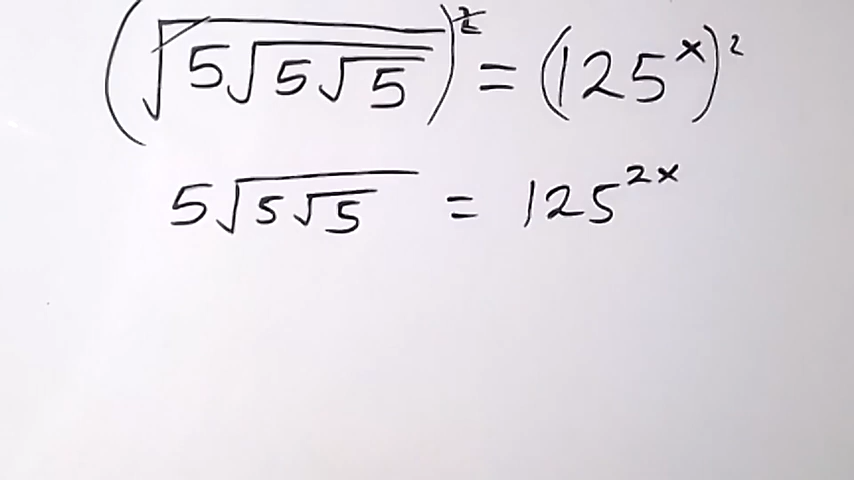 (√(5√(5√5)))² = (125ˣ)²
5√(5√5) = 125²ˣ